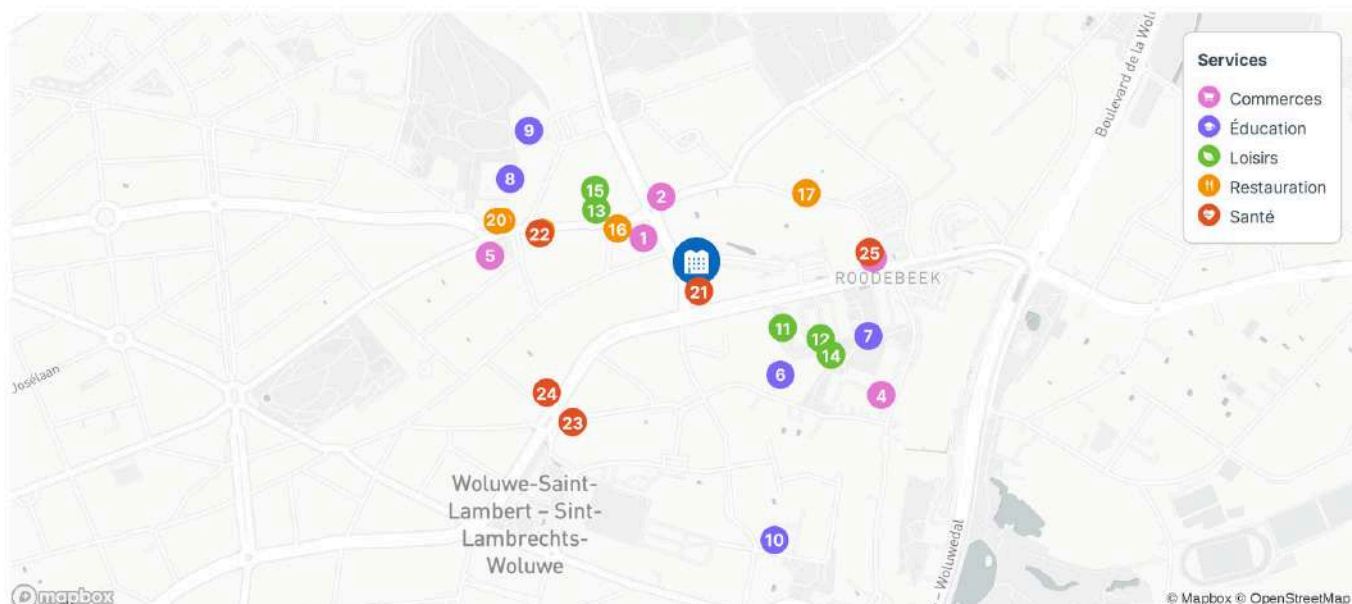 Boulevard de la Wol
Services
Commerces
Éducation
Loisirs
Restauration
Santé
9
8
15
2
17
13
20
22
16
1
5
25
ROODEBEEK
21
11
12
7
14
6
4
Josélaan
24
23
Woluwe-Saint-
Lambert – Sint-
Lambrechts-
Woluwe
10
– Woluwedal
mapbox
© Mapbox © OpenStreetMap